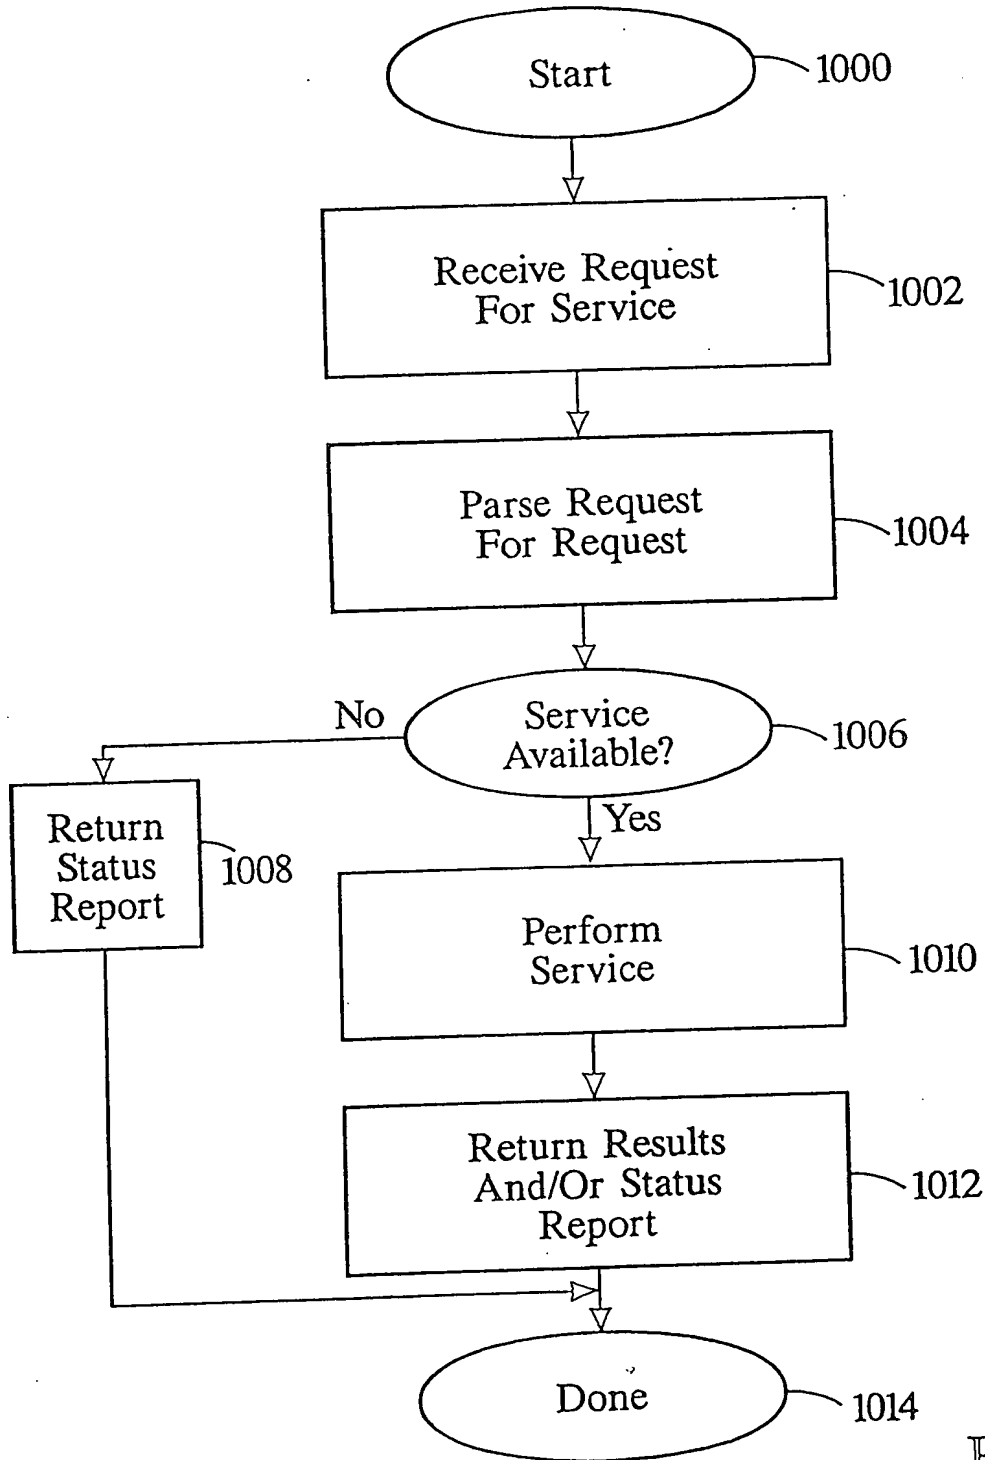 Start
1000
Receive Request
For Service
1002
Parse Request
For Request
1004
No
Service
Available?
1006
Yes
Return
Status
Report
1008
Perform
Service
1010
Return Results
And/Or Status
Report
1012
Done
1014